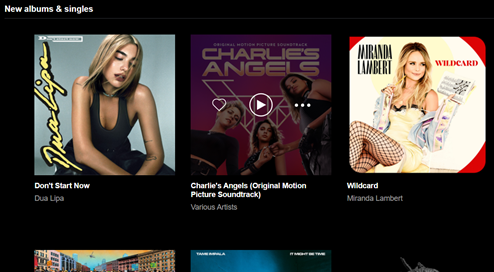 New albums & singles
Dua Lipa
ORIGINAL MOTION PICTURE SOUNDTRACK
CHARLIE'S
ANGELS
MIRANDA
LAMBERT
WILDCARD
Don't Start Now
Dua Lipa
Charlie's Angels (Original Motion
Picture Soundtrack)
Various Artists
Wildcard
Miranda Lambert
TAME IMPALA
IT MIGHT BE TIME